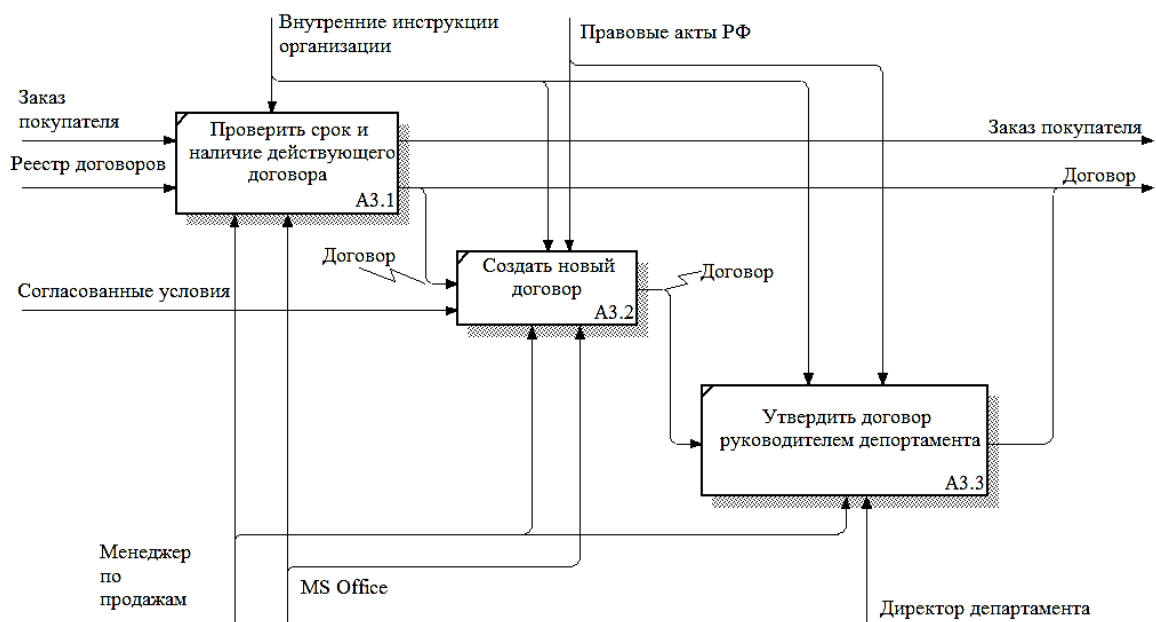 Внутренние инструкции
организации
Правовые акты РФ
Заказ
покупателя
Проверить срок и
наличие действующего
договора
А3.1
Заказ покупателя
Реестр договоров
Договор
Договор
Создать новый
договор
А3.2
Договор
Согласованные условия
Утвердить договор
руководителем депортамента
А3.3
Менеджер
по
продажам
MS Office
Директор департамента